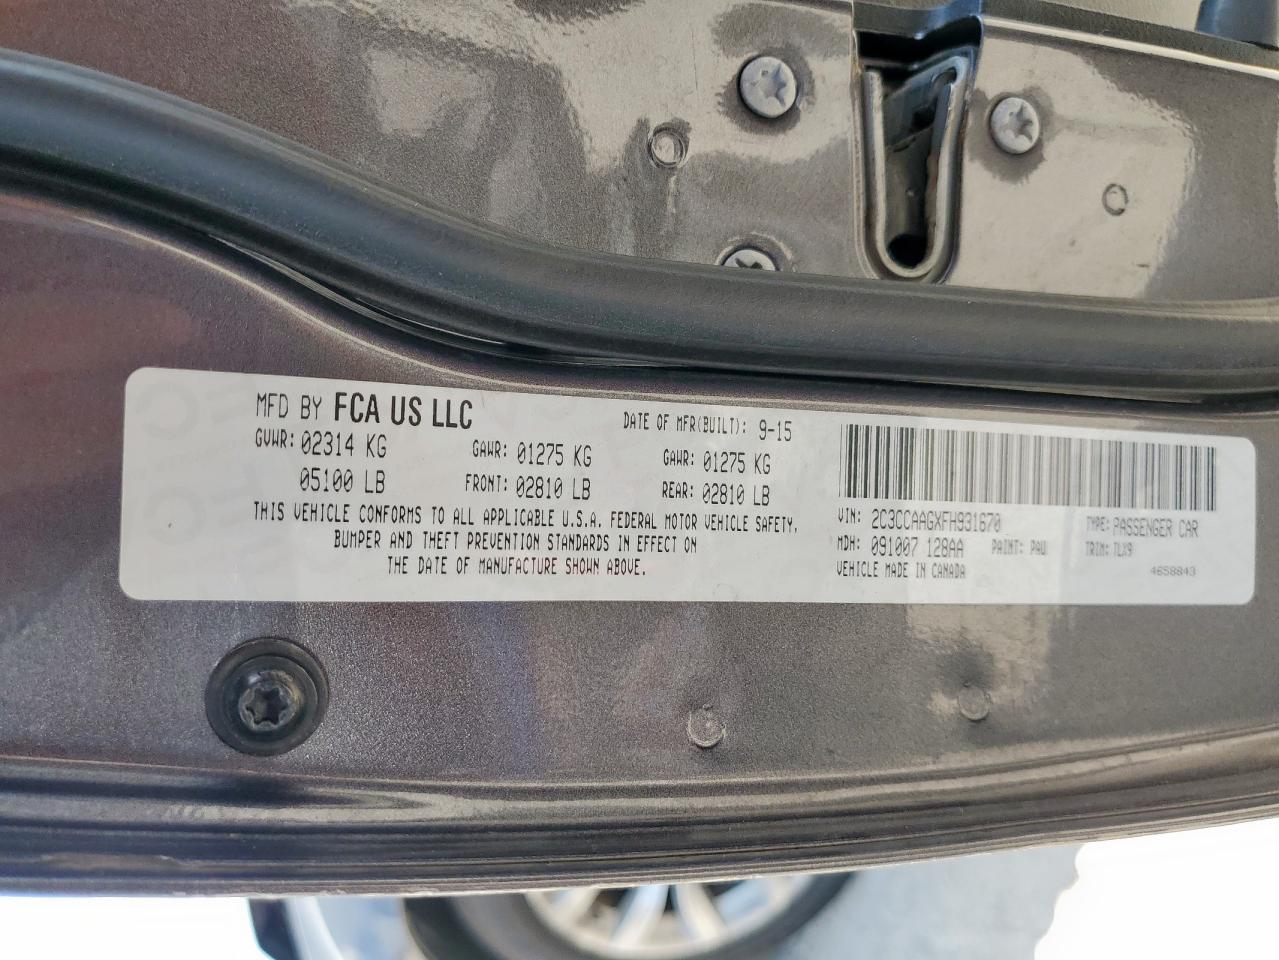 MFD BY FCA US LLC DATE OF MFR(BUILT): 9-15
GVWR: 02314 KG GAWR: 01275 KG GAWR: 01275 KG
05100 LB FRONT: 02810 LB REAR: 02810 LB
THIS VEHICLE CONFORMS TO ALL APPLICABLE U.S.A. FEDERAL MOTOR VEHICLE SAFETY,
BUMPER AND THEFT PREVENTION STANDARDS IN EFFECT ON
THE DATE OF MANUFACTURE SHOWN ABOVE.
VIN: 2C3CCAAGXFH931670 TYPE: PASSENGER CAR
MDH: 091007 128AA PAINT: PAU TRIM: TLX9
VEHICLE MADE IN CANADA 4658843